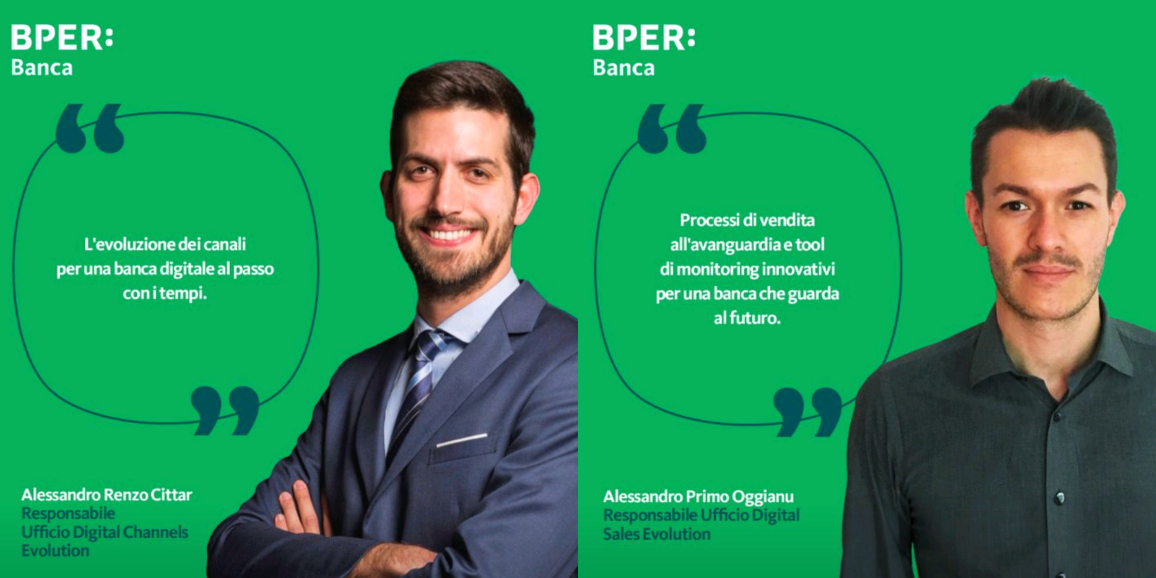 BPER:
Banca
L'evoluzione dei canali
per una banca digitale al passo
con i tempi.
Alessandro Renzo Cittar
Responsabile
Ufficio Digital Channels
Evolution
BPER:
Banca
Processi di vendita
all'avanguardia e tool
di monitoring innovativi
per una banca che guarda
al futuro.
Alessandro Primo Oggianu
Responsabile Ufficio Digital
Sales Evolution